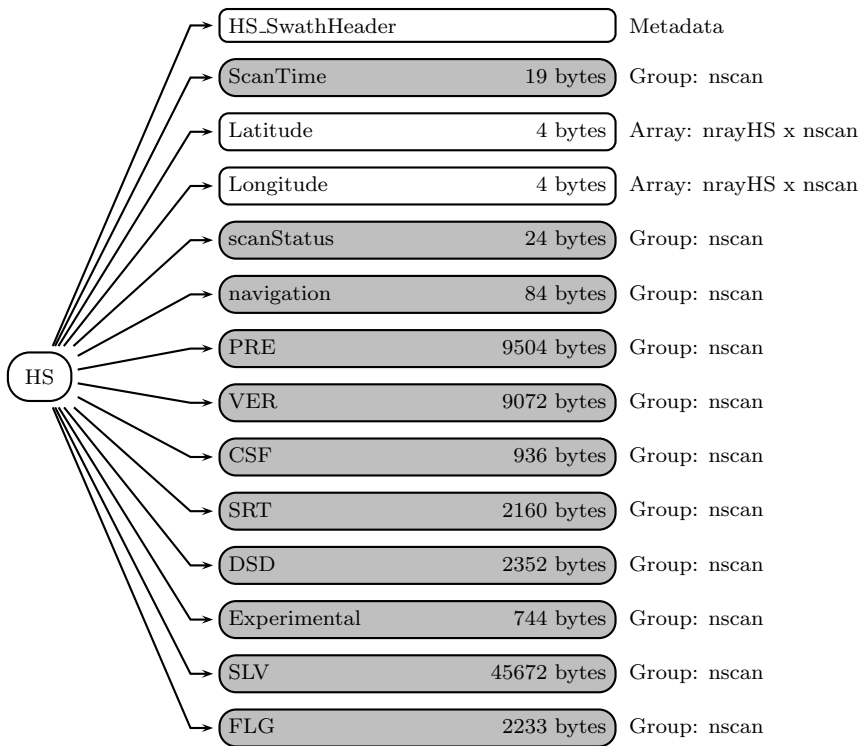 HS_SwathHeader Metadata
ScanTime 19 bytes Group: nscan
Latitude 4 bytes Array: nrayHS x nscan
Longitude 4 bytes Array: nrayHS x nscan
scanStatus 24 bytes Group: nscan
navigation 84 bytes Group: nscan
PRE 9504 bytes Group: nscan
HS
VER 9072 bytes Group: nscan
CSF 936 bytes Group: nscan
SRT 2160 bytes Group: nscan
DSD 2352 bytes Group: nscan
Experimental 744 bytes Group: nscan
SLV 45672 bytes Group: nscan
FLG 2233 bytes Group: nscan